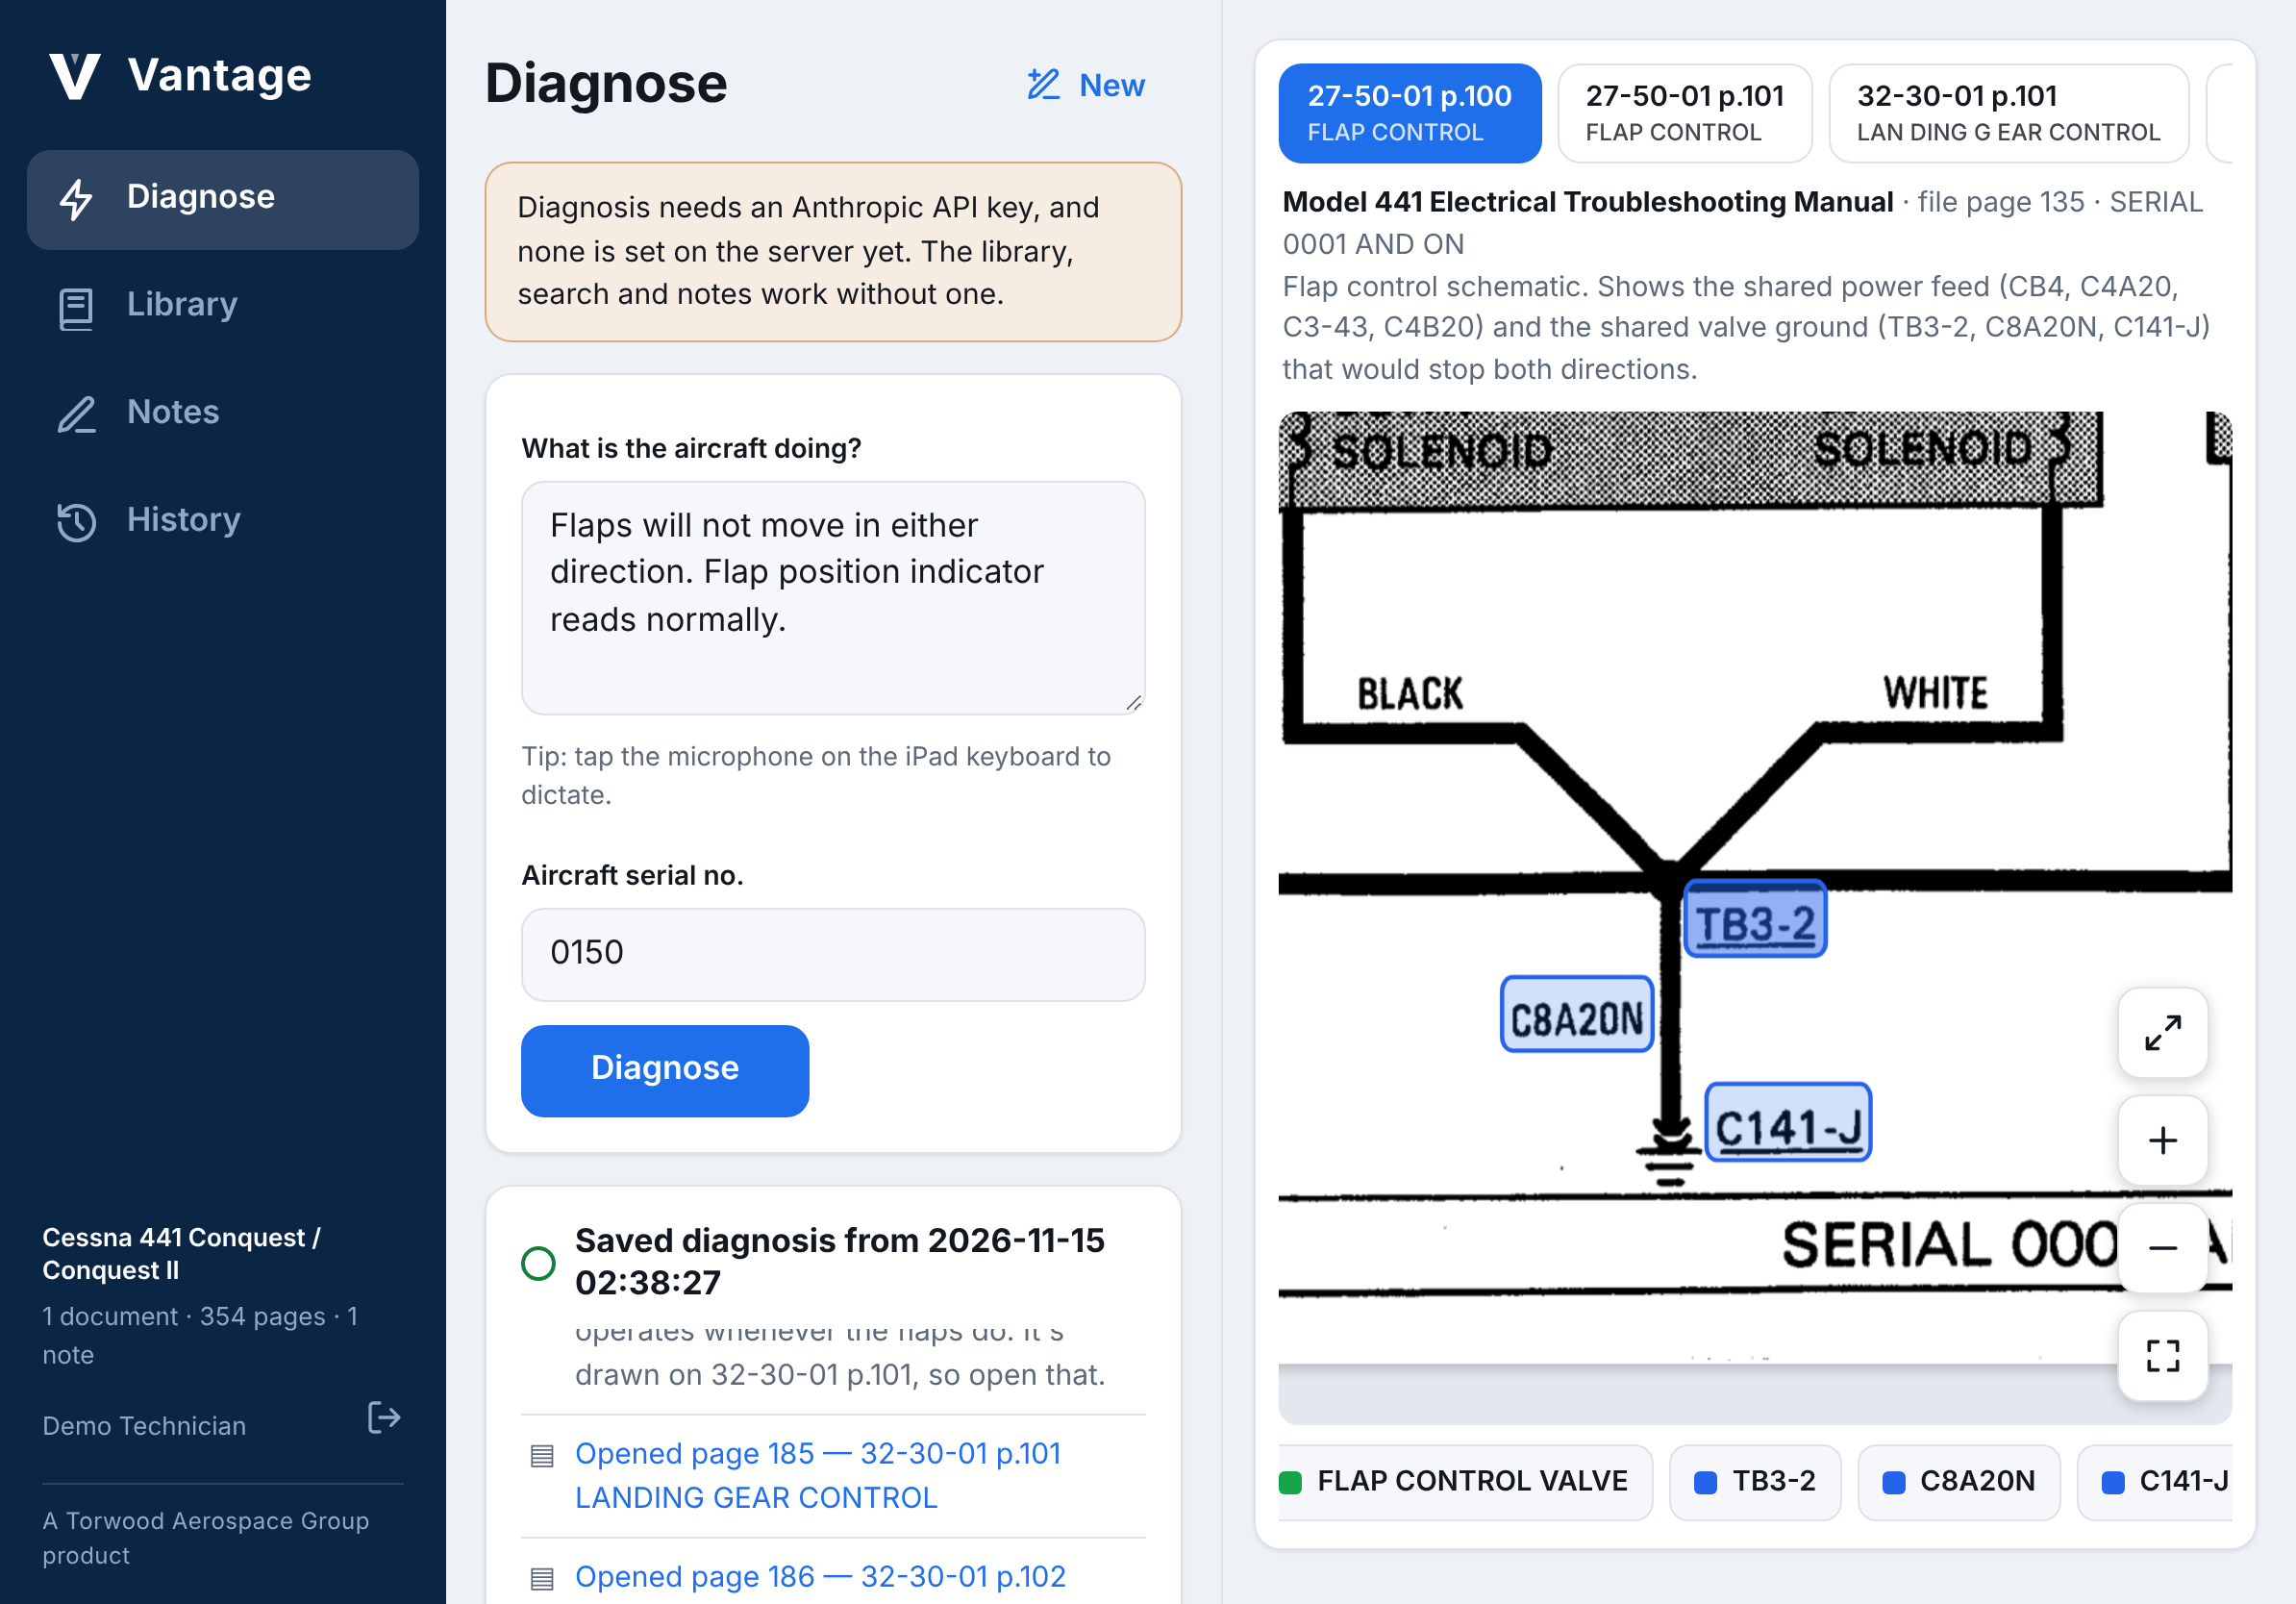 Vantage
Diagnose
Library
Notes
History
Cessna 441 Conquest /
Conquest II
1 document · 354 pages · 1
note
Demo Technician
A Torwood Aerospace Group
product
Diagnose
New
Diagnosis needs an Anthropic API key, and
none is set on the server yet. The library,
search and notes work without one.
What is the aircraft doing?
Flaps will not move in either
direction. Flap position indicator
reads normally.
Tip: tap the microphone on the iPad keyboard to
dictate.
Aircraft serial no.
0150
Diagnose
Saved diagnosis from 2026-11-15
02:38:27
operates whenever the flaps do. It's
drawn on 32-30-01 p.101, so open that.
Opened page 185 — 32-30-01 p.101
LANDING GEAR CONTROL
Opened page 186 — 32-30-01 p.102
27-50-01 p.100
FLAP CONTROL
27-50-01 p.101
FLAP CONTROL
32-30-01 p.101
LAN DING G EAR CONTROL
Model 441 Electrical Troubleshooting Manual · file page 135 · SERIAL
0001 AND ON
Flap control schematic. Shows the shared power feed (CB4, C4A20,
C3-43, C4B20) and the shared valve ground (TB3-2, C8A20N, C141-J)
that would stop both directions.
SOLENOID SOLENOID
BLACK WHITE
TB3-2
C8A20N
C141-J
SERIAL 000
FLAP CONTROL VALVE
TB3-2
C8A20N
C141-J